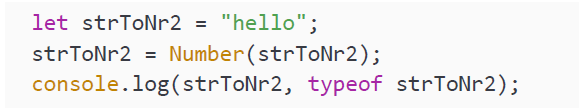 let strToNr2 = "hello";
strToNr2 = Number(strToNr2);
console.log(strToNr2, typeof strToNr2);